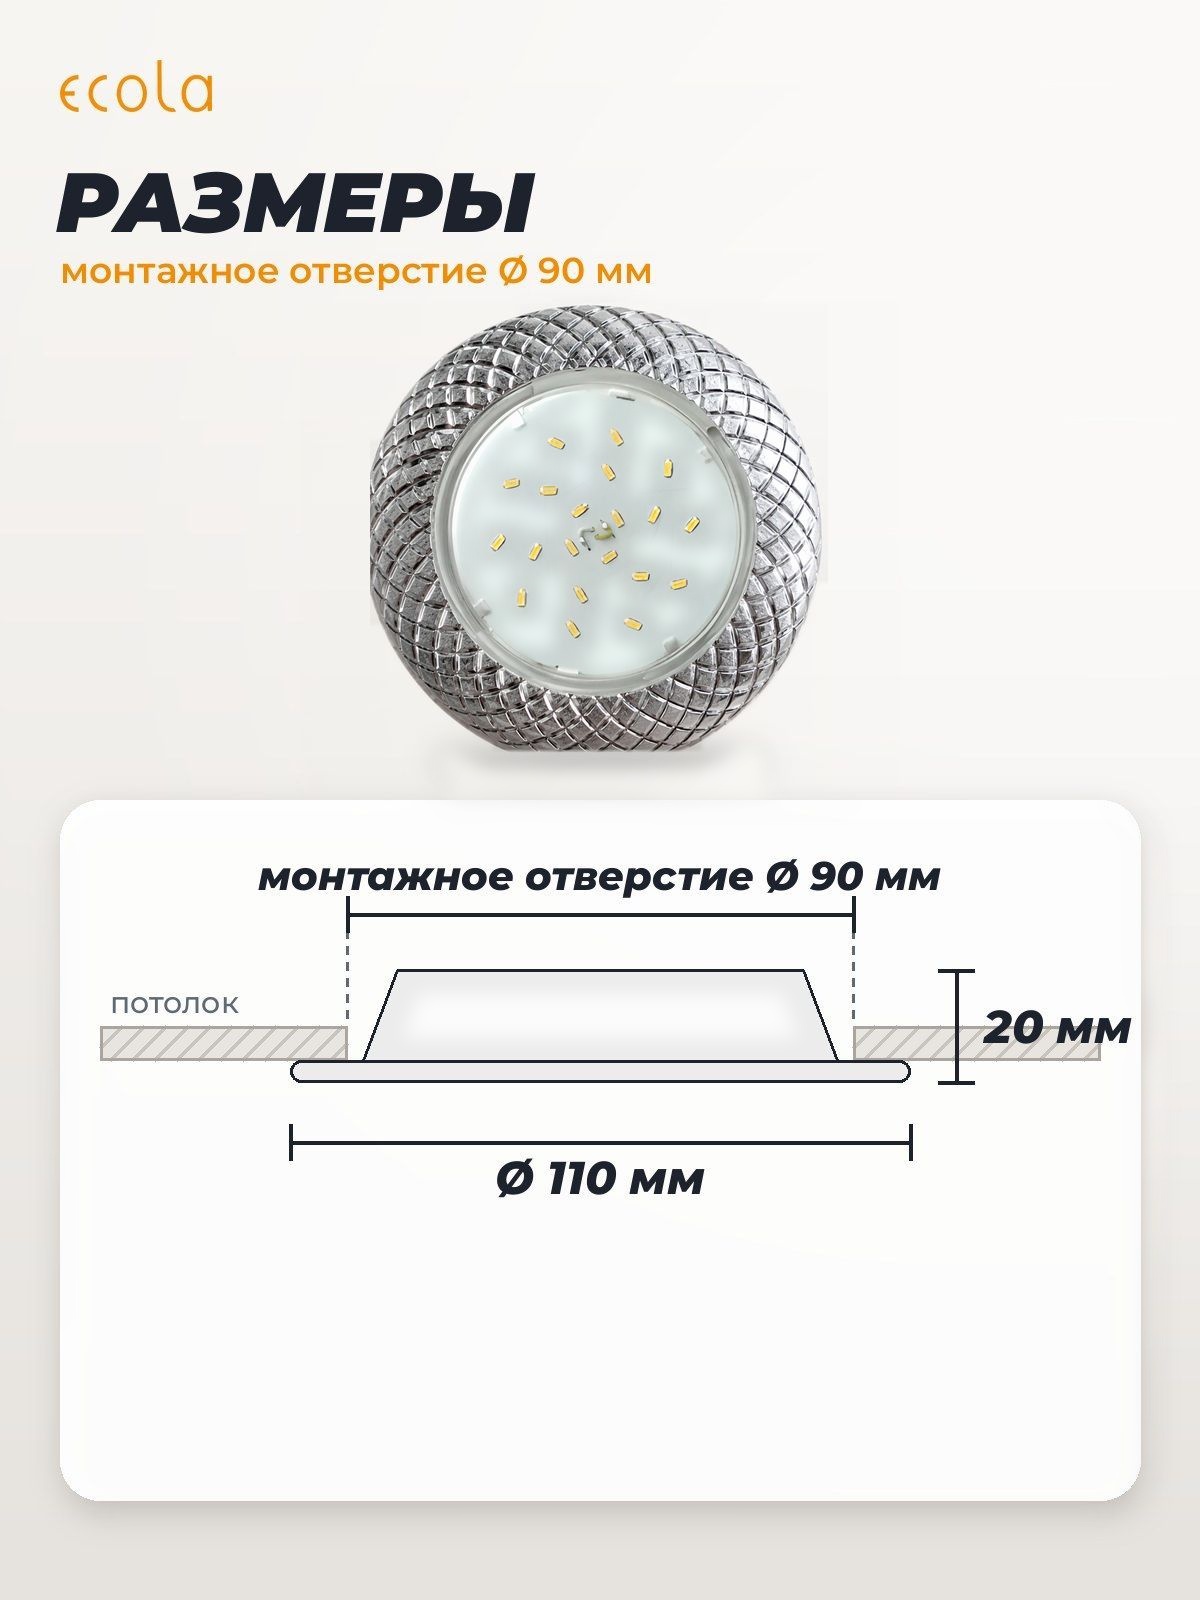 ecola
РАЗМЕРЫ
монтажное отверстие Ø 90 мм
монтажное отверстие Ø 90 мм
потолок
20 мм
Ø 110 мм